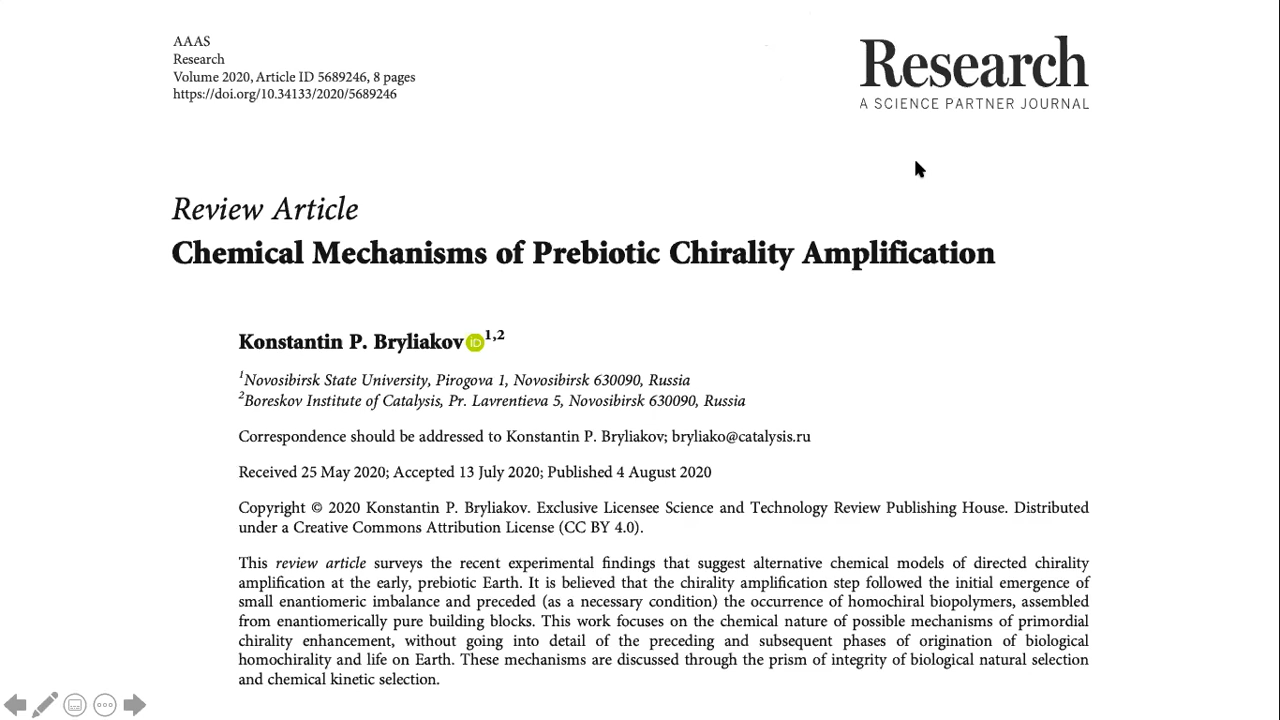 AAAS
Research
Volume 2020, Article ID 5689246, 8 pages
https://doi.org/10.34133/2020/5689246
Research
A SCIENCE PARTNER JOURNAL
Review Article
Chemical Mechanisms of Prebiotic Chirality Amplification
Konstantin P. Bryliakov iD 1,2
1Novosibirsk State University, Pirogova 1, Novosibirsk 630090, Russia
2Boreskov Institute of Catalysis, Pr. Lavrentieva 5, Novosibirsk 630090, Russia
Correspondence should be addressed to Konstantin P. Bryliakov; bryliako@catalysis.ru
Received 25 May 2020; Accepted 13 July 2020; Published 4 August 2020
Copyright © 2020 Konstantin P. Bryliakov. Exclusive Licensee Science and Technology Review Publishing House. Distributed
under a Creative Commons Attribution License (CC BY 4.0).
This review article surveys the recent experimental findings that suggest alternative chemical models of directed chirality
amplification at the early, prebiotic Earth. It is believed that the chirality amplification step followed the initial emergence of
small enantiomeric imbalance and preceded (as a necessary condition) the occurrence of homochiral biopolymers, assembled
from enantiomerically pure building blocks. This work focuses on the chemical nature of possible mechanisms of primordial
chirality enhancement, without going into detail of the preceding and subsequent phases of origination of biological
homochirality and life on Earth. These mechanisms are discussed through the prism of integrity of biological natural selection
and chemical kinetic selection.